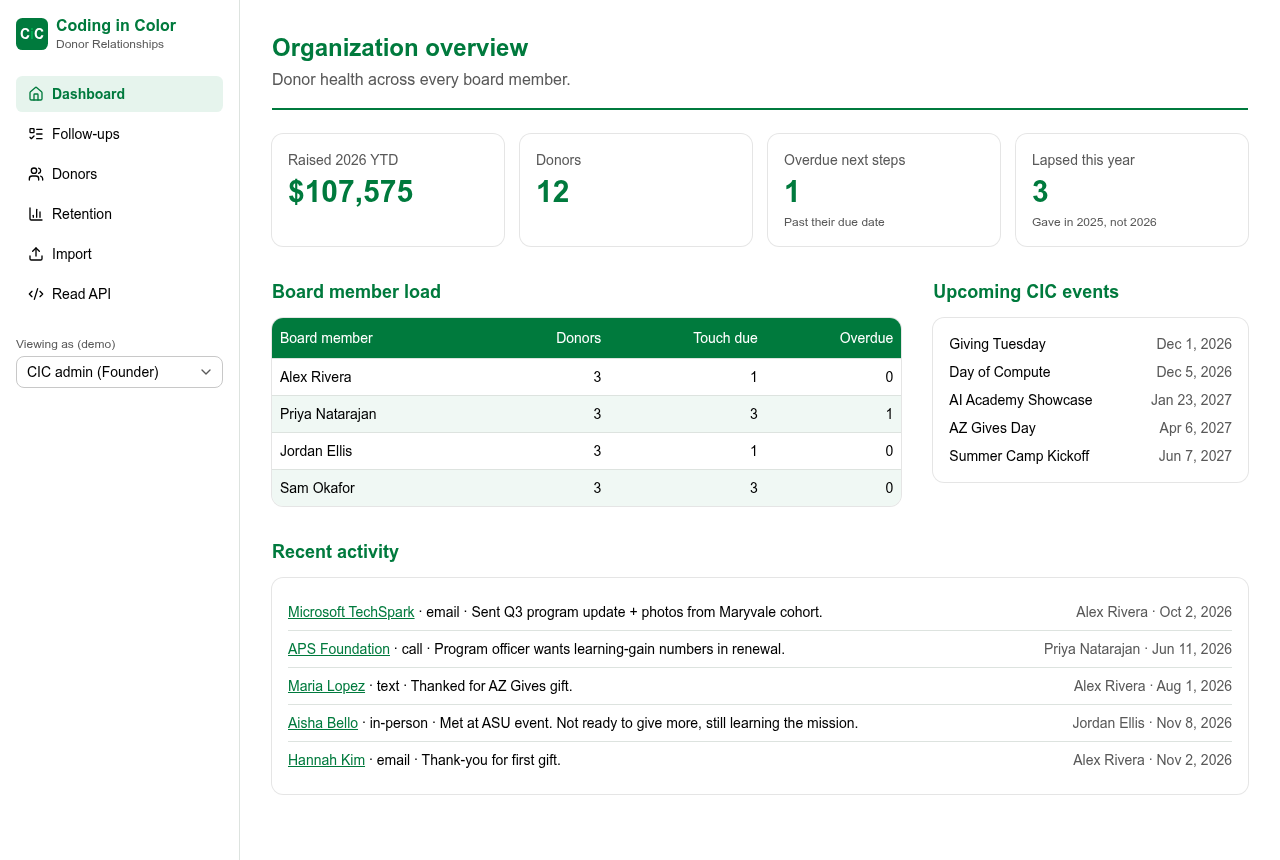 CIC
Coding in Color
Donor Relationships
Dashboard
Follow-ups
Donors
Retention
Import
Read API
Viewing as (demo)
CIC admin (Founder)
Organization overview
Donor health across every board member.
Raised 2026 YTD
$107,575
Donors
12
Overdue next steps
1
Past their due date
Lapsed this year
3
Gave in 2025, not 2026
Board member load
Board member Donors Touch due Overdue
Alex Rivera 3 1 0
Priya Natarajan 3 3 1
Jordan Ellis 3 1 0
Sam Okafor 3 3 0
Upcoming CIC events
Giving Tuesday Dec 1, 2026
Day of Compute Dec 5, 2026
AI Academy Showcase Jan 23, 2027
AZ Gives Day Apr 6, 2027
Summer Camp Kickoff Jun 7, 2027
Recent activity
Microsoft TechSpark · email · Sent Q3 program update + photos from Maryvale cohort. Alex Rivera · Oct 2, 2026
APS Foundation · call · Program officer wants learning-gain numbers in renewal. Priya Natarajan · Jun 11, 2026
Maria Lopez · text · Thanked for AZ Gives gift. Alex Rivera · Aug 1, 2026
Aisha Bello · in-person · Met at ASU event. Not ready to give more, still learning the mission. Jordan Ellis · Nov 8, 2026
Hannah Kim · email · Thank-you for first gift. Alex Rivera · Nov 2, 2026